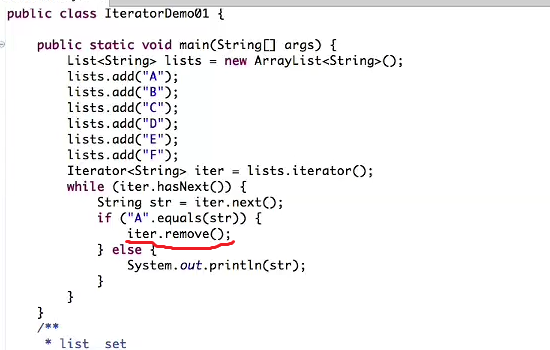 public class IteratorDemo01 {
public static void main(String[] args) {
List<String> lists = new ArrayList<String>();
lists.add("A");
lists.add("B");
lists.add("C");
lists.add("D");
lists.add("E");
lists.add("F");
Iterator<String> iter = lists.iterator();
while (iter.hasNext()) {
String str = iter.next();
if ("A".equals(str)) {
iter.remove();
} else {
System.out.println(str);
}
}
}
/**
* list set